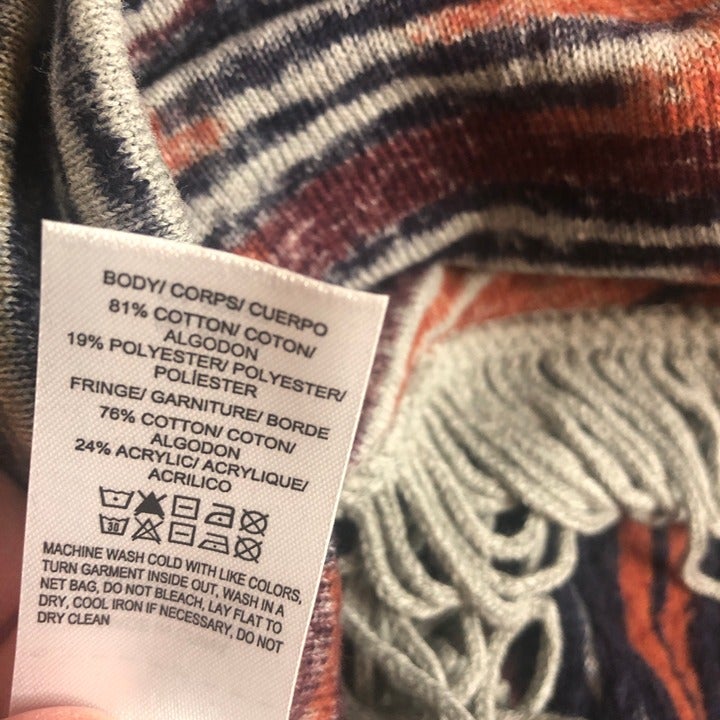 BODY/ CORPS/ CUERPO
81% COTTON/ COTON/
ALGODON
19% POLYESTER/ POLYESTER/
POLÍESTER
FRINGE/ GARNITURE/ BORDE
76% COTTON/ COTON/
ALGODON
24% ACRYLIC/ ACRYLIQUE/
ACRILICO
30
MACHINE WASH COLD WITH LIKE COLORS,
TURN GARMENT INSIDE OUT, WASH IN A
NET BAG, DO NOT BLEACH, LAY FLAT TO
DRY, COOL IRON IF NECESSARY, DO NOT
DRY CLEAN